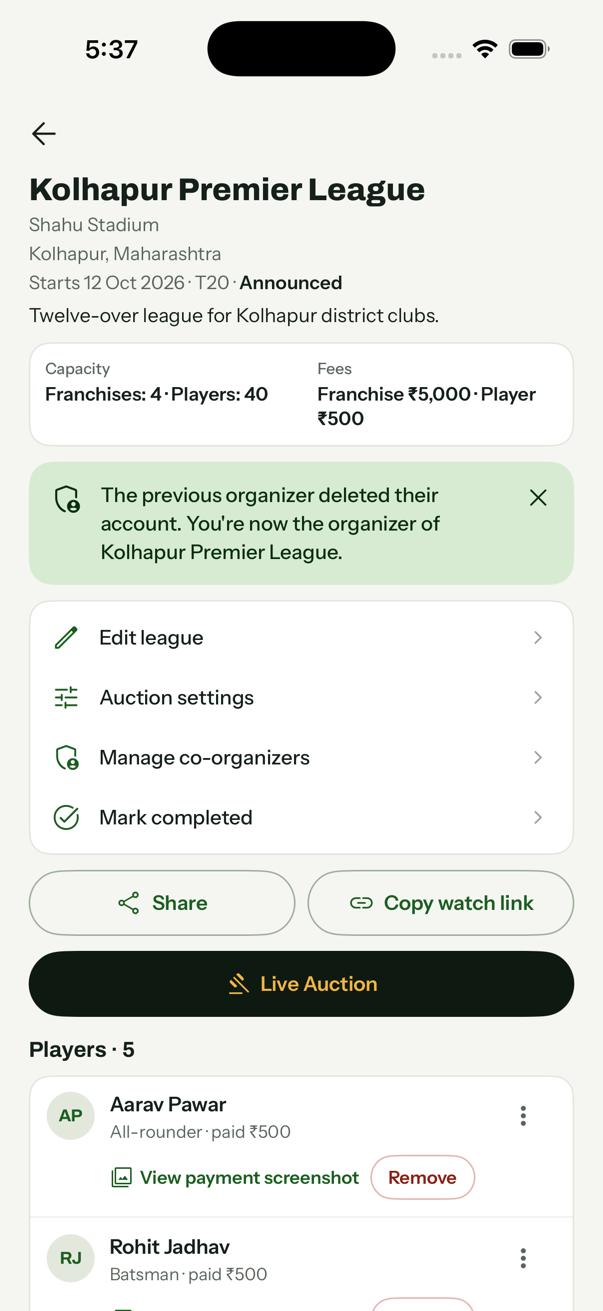 5:37
Kolhapur Premier League
Shahu Stadium
Kolhapur, Maharashtra
Starts 12 Oct 2026 · T20 · Announced
Twelve-over league for Kolhapur district clubs.
Capacity
Franchises: 4 · Players: 40
Fees
Franchise ₹5,000 · Player
₹500
The previous organizer deleted their
account. You're now the organizer of
Kolhapur Premier League.
Edit league
Auction settings
Manage co-organizers
Mark completed
Share
Copy watch link
Live Auction
Players · 5
AP
Aarav Pawar
All-rounder · paid ₹500
View payment screenshot
Remove
RJ
Rohit Jadhav
Batsman · paid ₹500